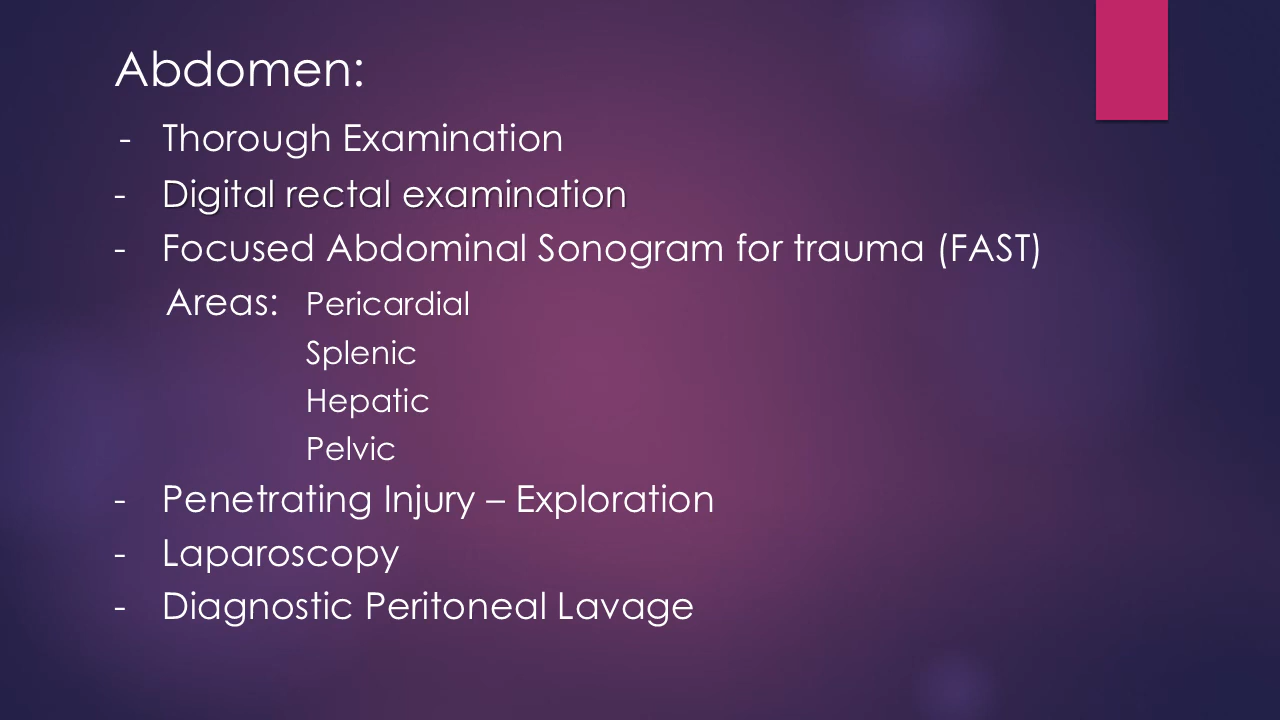 Abdomen:
- Thorough Examination
- Digital rectal examination
- Focused Abdominal Sonogram for trauma (FAST)
Areas: Pericardial
Splenic
Hepatic
Pelvic
- Penetrating Injury – Exploration
- Laparoscopy
- Diagnostic Peritoneal Lavage